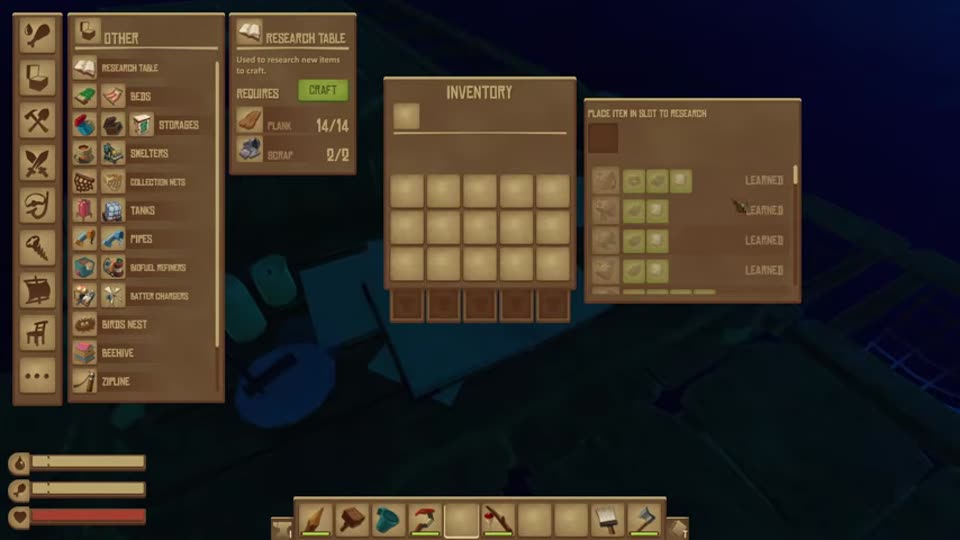 OTHER
RESEARCH TABLE
BEDS
STORAGES
SMELTERS
COLLECTION NETS
TANKS
PIPES
BIOFUEL REFINERS
BATTER CHARGERS
BIRDS NEST
BEEHIVE
ZIPLINE
RESEARCH TABLE
Used to research new items
to craft.
REQUIRES
CRAFT
PLANK 14/14
SCRAP 2/2
INVENTORY
PLACE ITEM IN SLOT TO RESEARCH
LEARNED
LEARNED
LEARNED
LEARNED